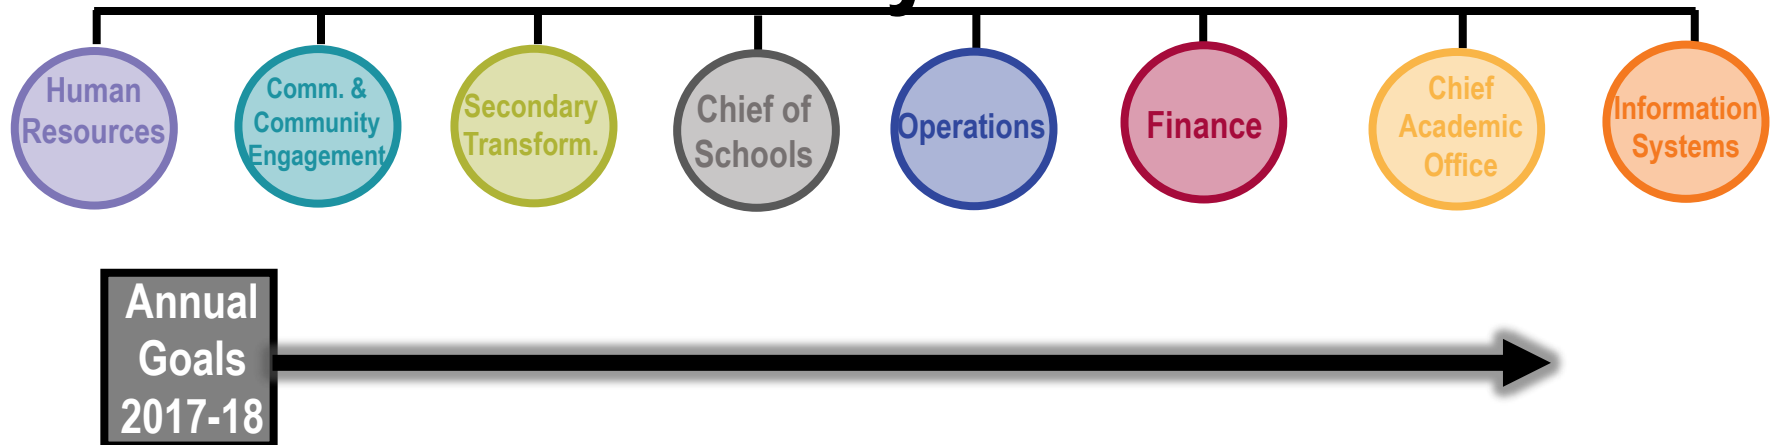 Human
Resources
Comm. &
Community
Engagement
Secondary
Transform.
Chief of
Schools
Operations
Finance
Chief
Academic
Office
Information
Systems
Annual
Goals
2017-18